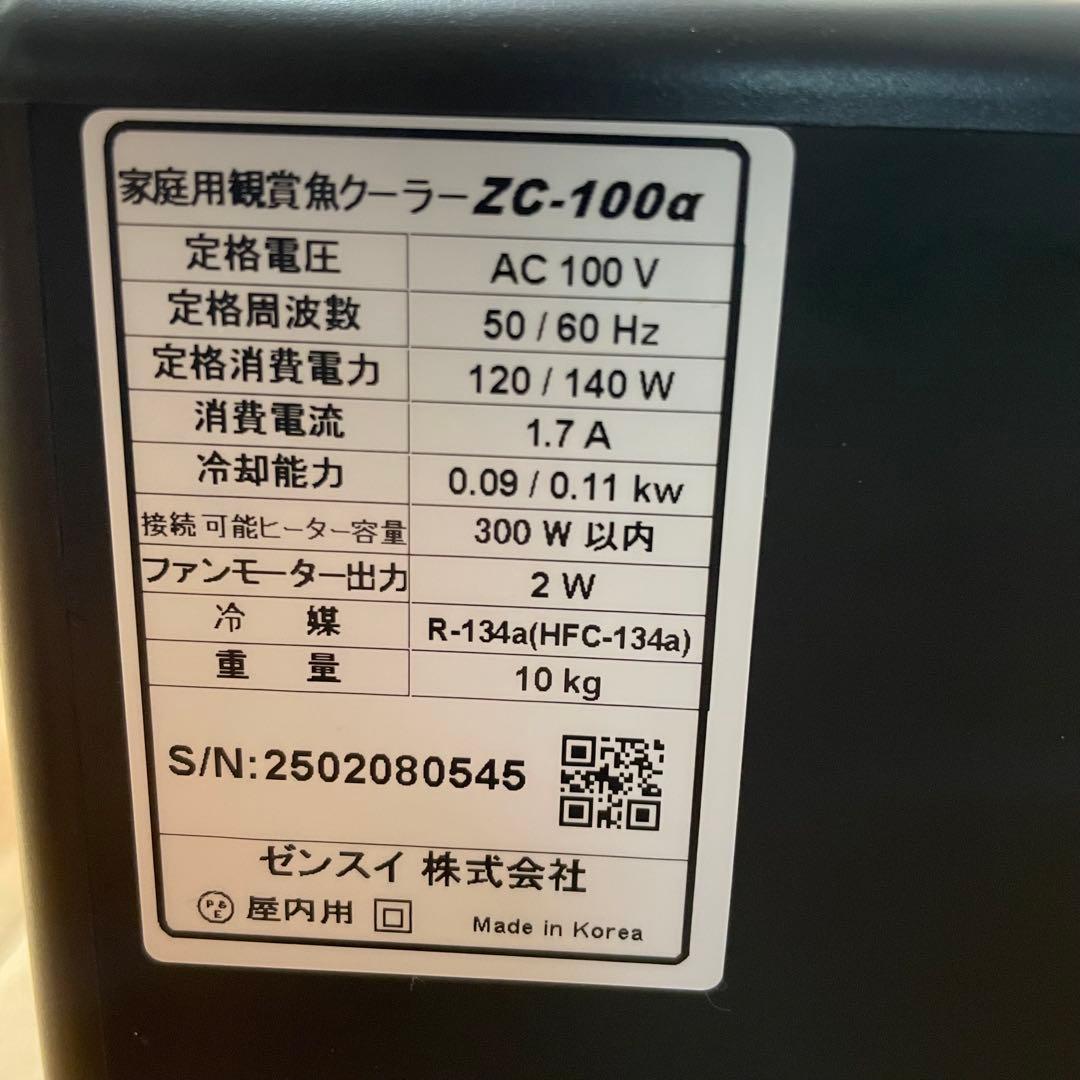 家庭用観賞魚クーラーZC-100α
定格電圧 AC 100 V
定格周波数 50 / 60 Hz
定格消費電力 120 / 140 W
消費電流 1.7 A
冷却能力 0.09 / 0.11 kw
接続可能ヒーター容量 300 W 以内
ファンモーター出力 2 W
冷 媒 R-134a(HFC-134a)
重 量 10 kg
S/N:2502080545
ゼンスイ 株式会社
P&E 屋内用 Made in Korea